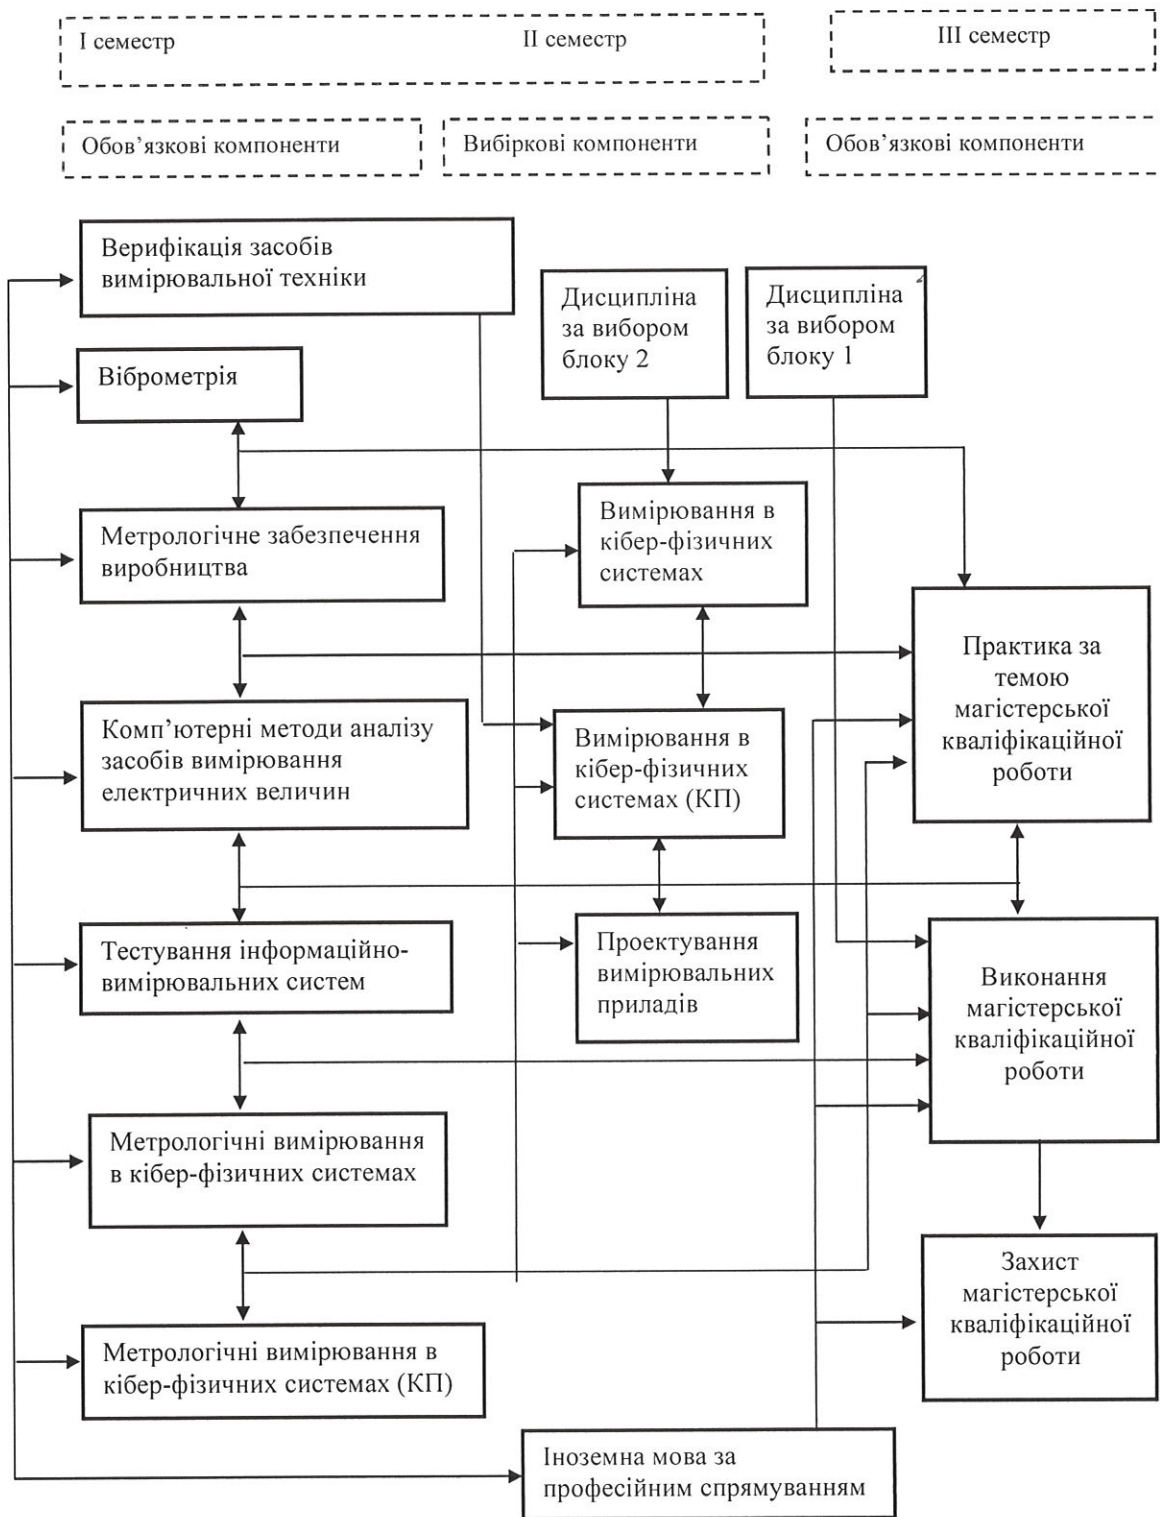 І семестр
ІІ семестр
ІІІ семестр
Обов’язкові компоненти
Вибіркові компоненти
Обов’язкові компоненти
Верифікація засобів
вимірювальної техніки
Дисципліна
за вибором
блоку 2
Дисципліна
за вибором
блоку 1
Віброметрія
Метрологічне забезпечення
виробництва
Вимірювання в
кібер-фізичних
системах
Практика за
темою
магістерської
кваліфікаційної
роботи
Комп’ютерні методи аналізу
засобів вимірювання
електричних величин
Вимірювання в
кібер-фізичних
системах (КП)
Тестування інформаційно-
вимірювальних систем
Проектування
вимірювальних
приладів
Виконання
магістерської
кваліфікаційної
роботи
Метрологічні вимірювання
в кібер-фізичних системах
Захист
магістерської
кваліфікаційної
роботи
Метрологічні вимірювання в
кібер-фізичних системах (КП)
Іноземна мова за
професійним спрямуванням